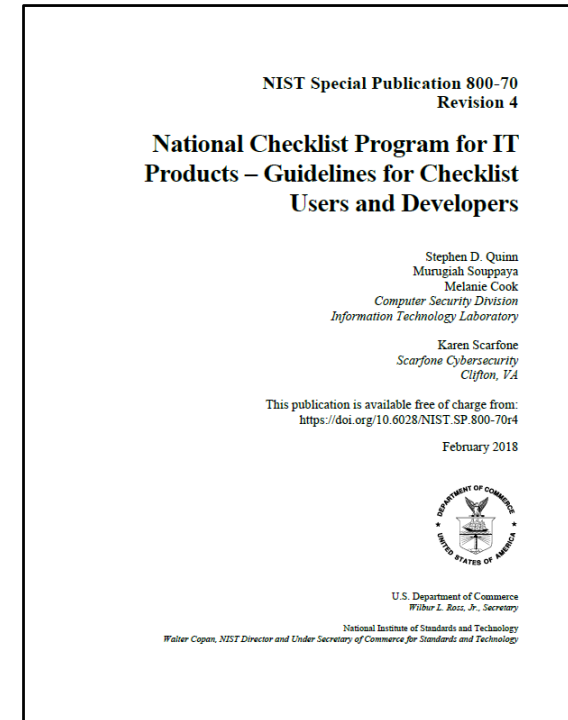 NIST Special Publication 800-70
Revision 4
National Checklist Program for IT
Products – Guidelines for Checklist
Users and Developers
Stephen D. Quinn
Murugiah Souppaya
Melanie Cook
Computer Security Division
Information Technology Laboratory
Karen Scarfone
Scarfone Cybersecurity
Clifton, VA
This publication is available free of charge from:
https://doi.org/10.6028/NIST.SP.800-70r4
February 2018
DEPARTMENT OF COMMERCE
UNITED STATES OF AMERICA
U.S. Department of Commerce
Wilbur L. Ross, Jr., Secretary
National Institute of Standards and Technology
Walter Copan, NIST Director and Under Secretary of Commerce for Standards and Technology